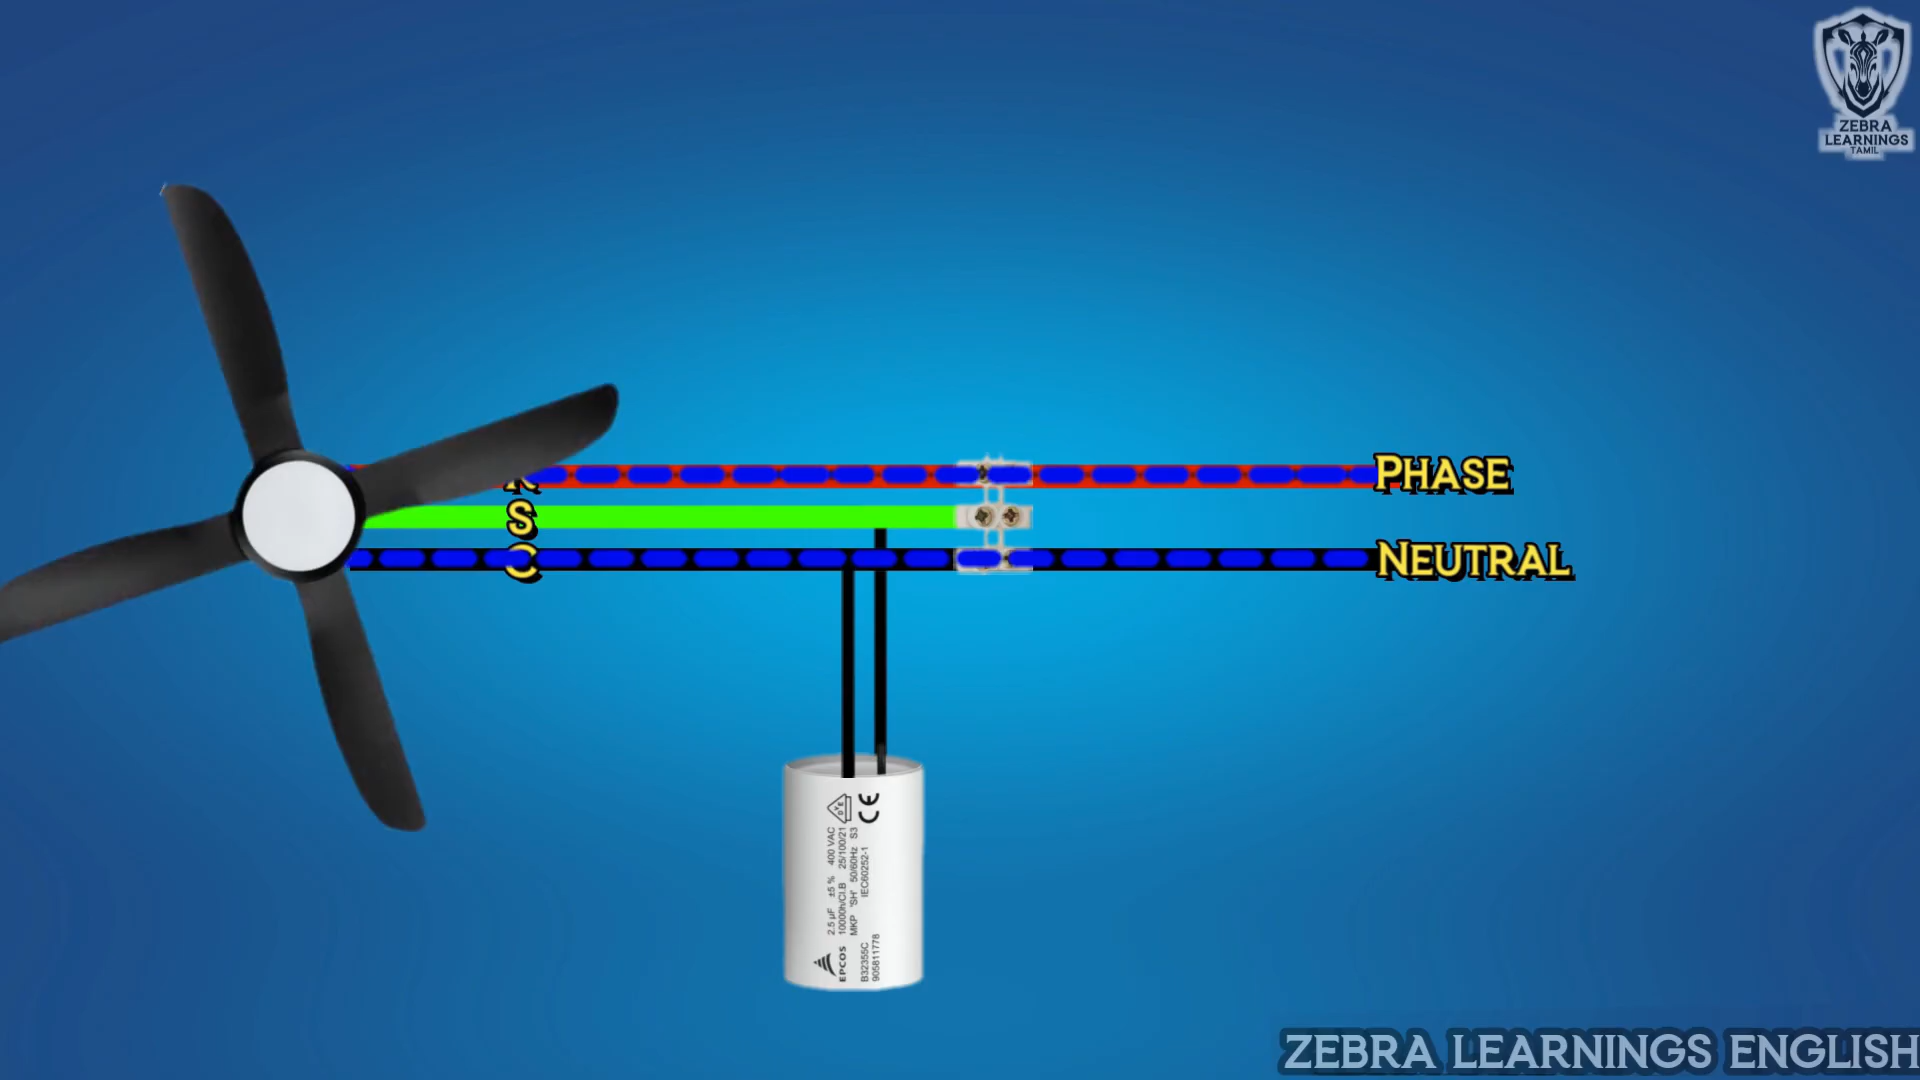 ZEBRA
LEARNINGS
TAMIL
PHASE
S
C
NEUTRAL
CE
2.5 µF ±5 % 400 VAC
10000h/Cl.B 25/100/21
MKP 'SH' 50/60Hz S3
IEC60252-1
EPCOS
B32355C
905811778
ZEBRA LEARNINGS ENGLISH